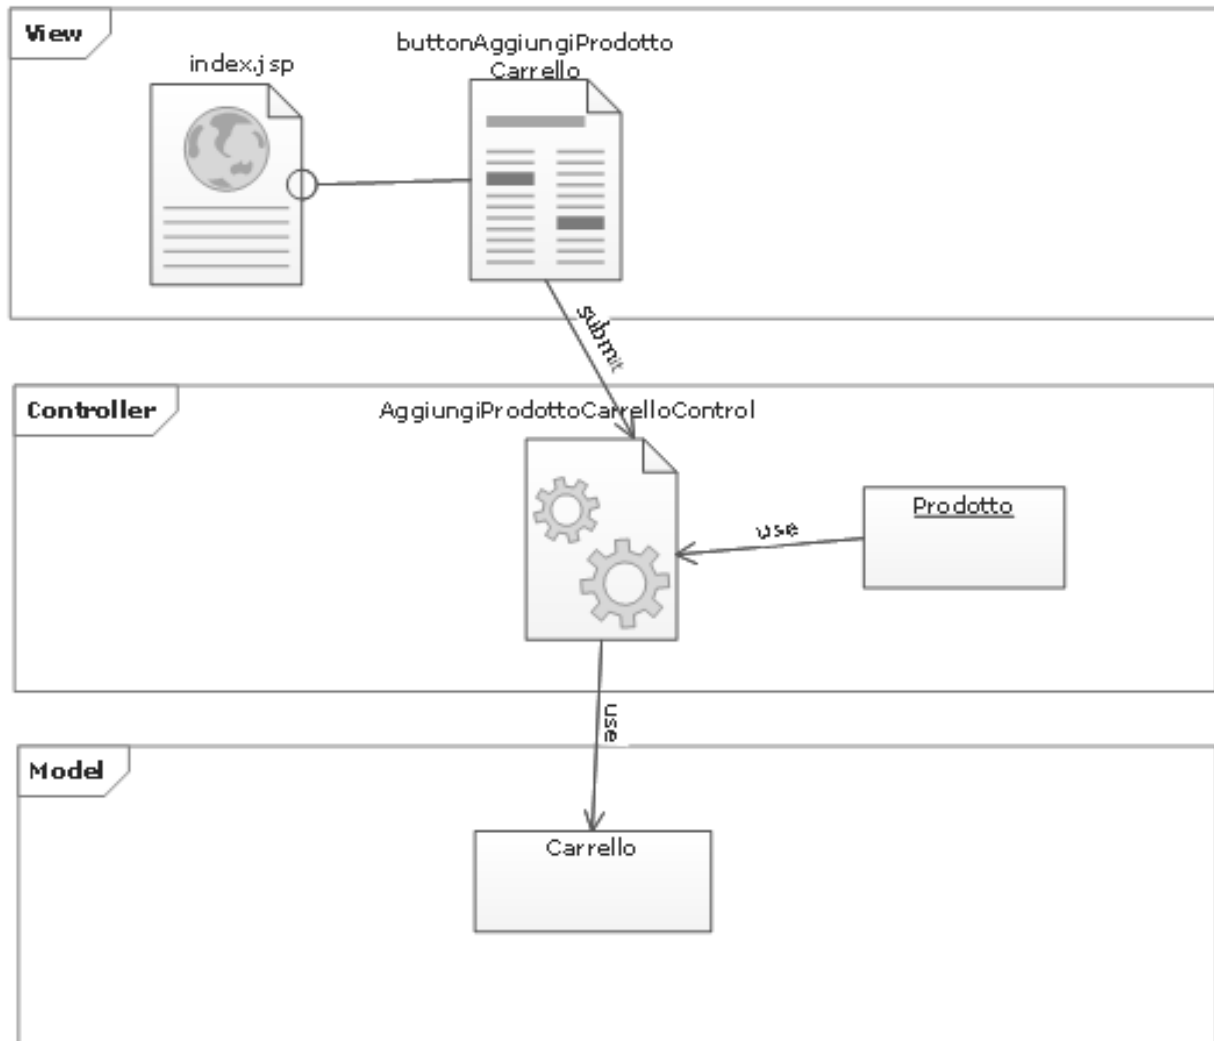 View
index.jsp
buttonAggiungiProdotto
Carrello
submit
Controller
AggiungiProdottoCarrelloControl
Prodotto
use
use
Model
Carrello